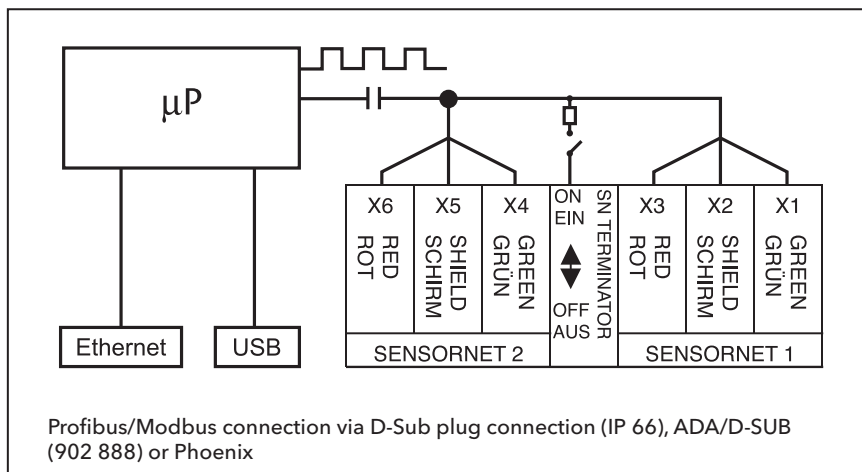 µP
X6
X5
X4
ON
EIN
SN TERMINATOR
X3
X2
X1
RED
ROT
SHIELD
SCHIRM
GREEN
GRÜN
OFF
AUS
RED
ROT
SHIELD
SCHIRM
GREEN
GRÜN
Ethernet
USB
SENSORNET 2
SENSORNET 1
Profibus/Modbus connection via D-Sub plug connection (IP 66), ADA/D-SUB
(902 888) or Phoenix